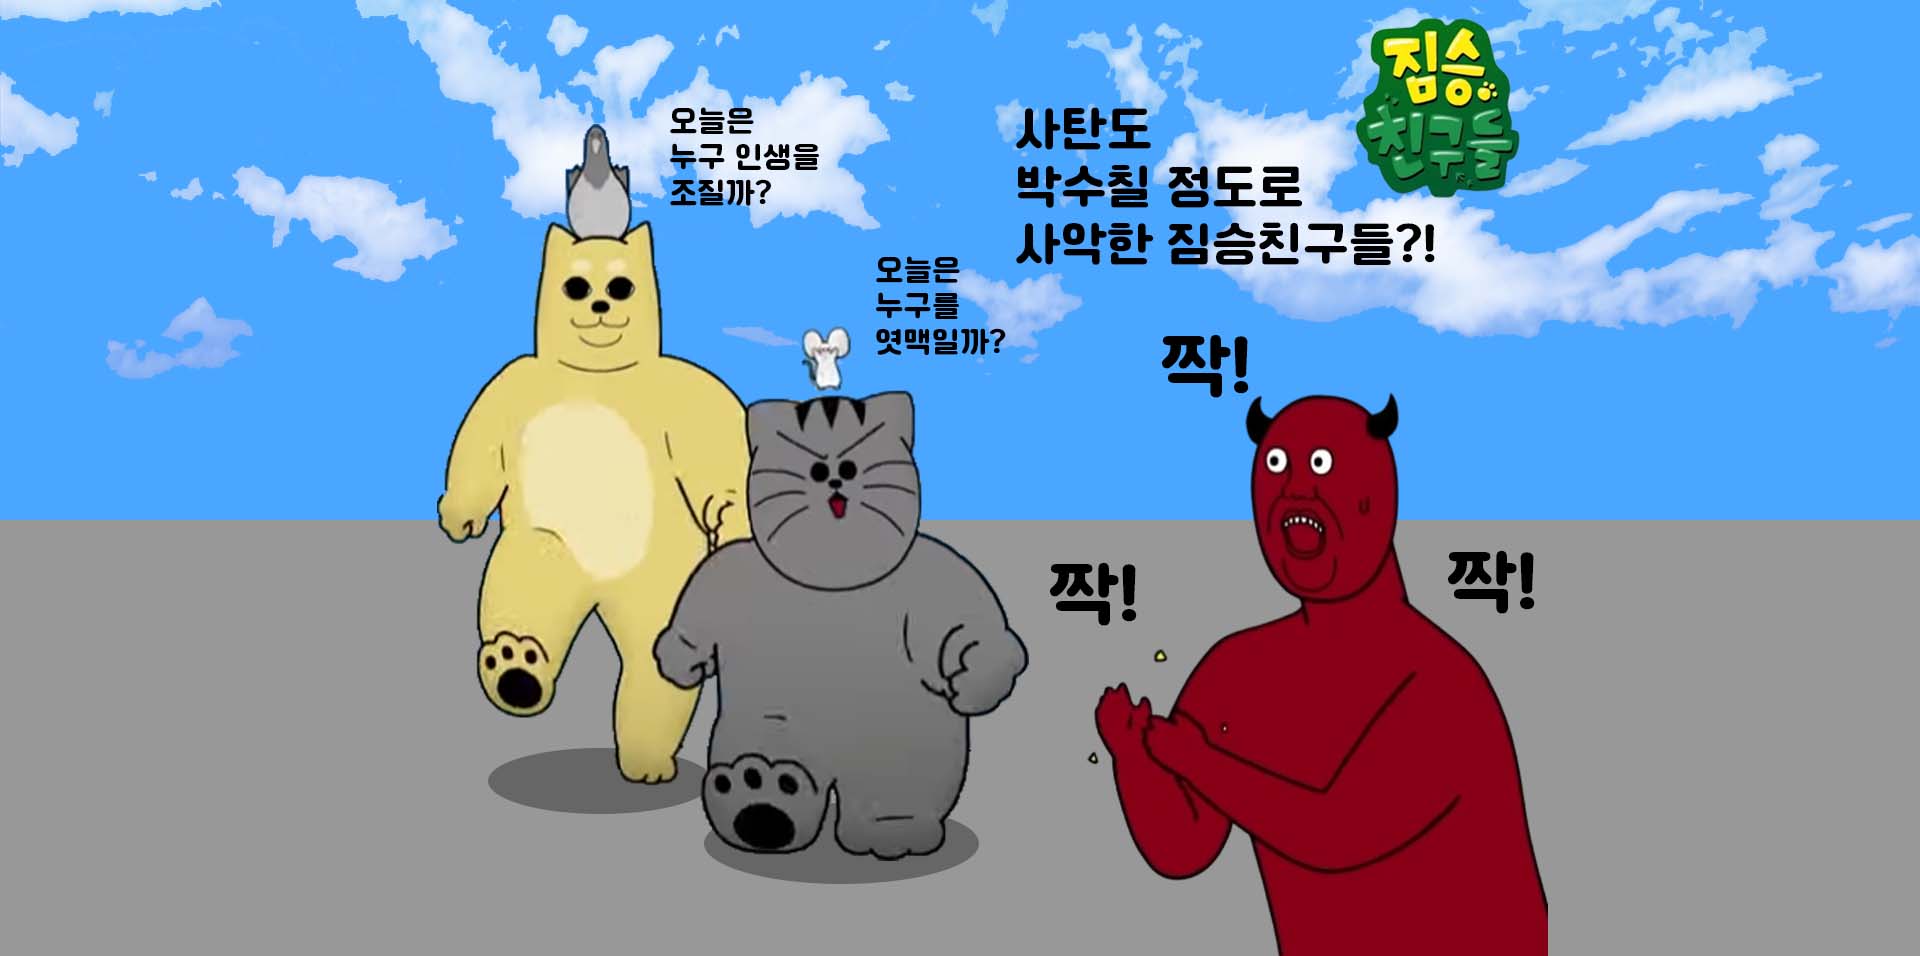 짐승
친구들
오늘은
누구 인생을
조질까?
사탄도
박수칠 정도로
사악한 짐승친구들?!
오늘은
누구를
엿맥일까?
짝!
짝!
짝!